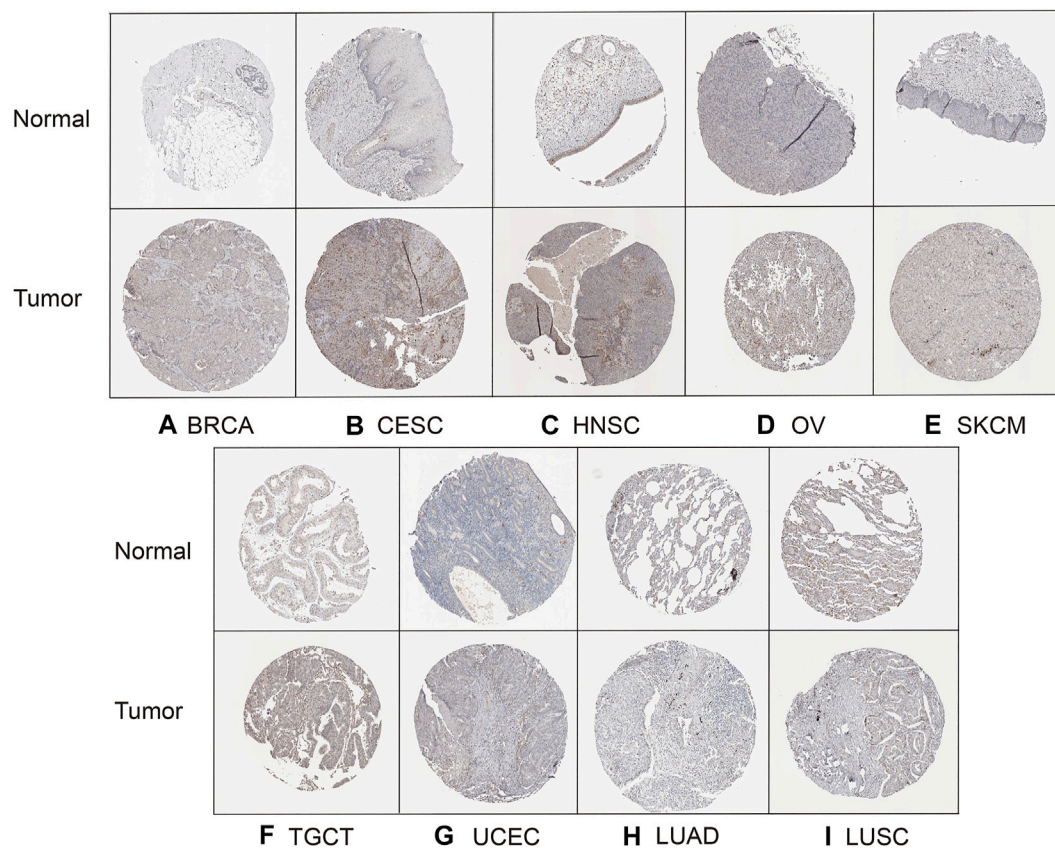 Normal
Tumor
A BRCA
B CESC
C HNSC
D OV
E SKCM
Normal
Tumor
F TGCT
G UCEC
H LUAD
I LUSC